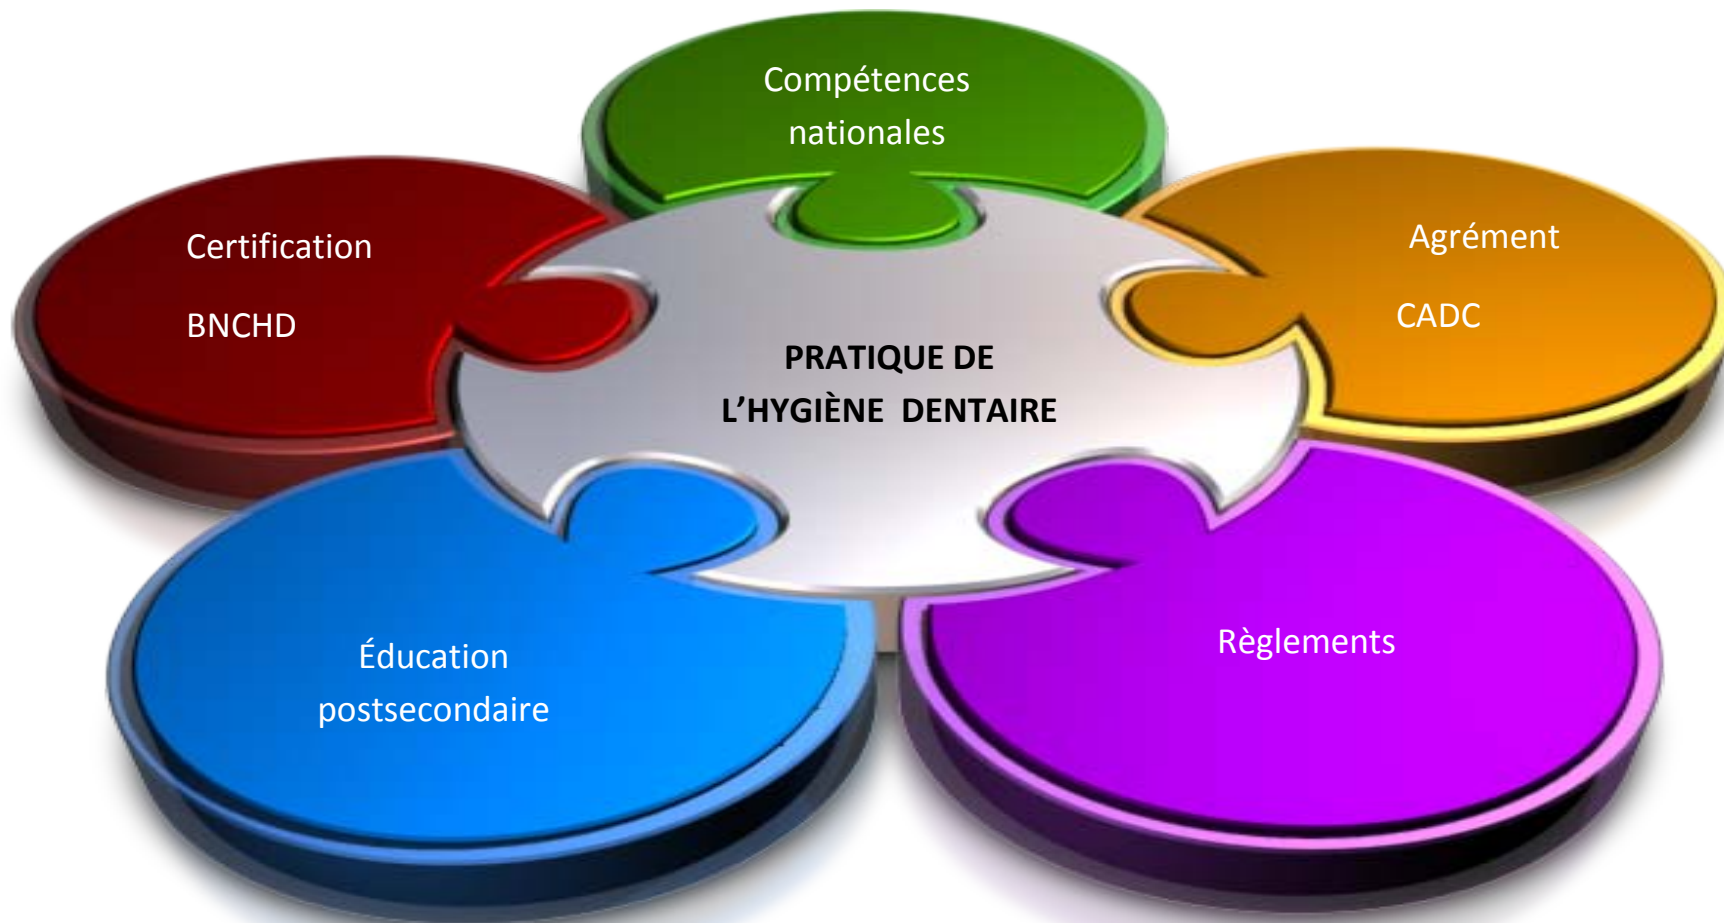 Compétences
nationales
Certification
BNCHD
Agrément
CADC
PRATIQUE DE
L’HYGIÈNE  DENTAIRE
Éducation
postsecondaire
Règlements